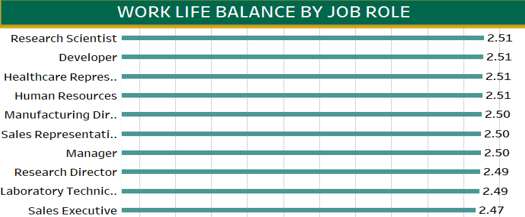 WORK LIFE BALANCE BY JOB ROLE
Research Scientist 2.51
Developer 2.51
Healthcare Repres.. 2.51
Human Resources 2.51
Manufacturing Dir.. 2.50
Sales Representati.. 2.50
Manager 2.50
Research Director 2.49
Laboratory Technic.. 2.49
Sales Executive 2.47